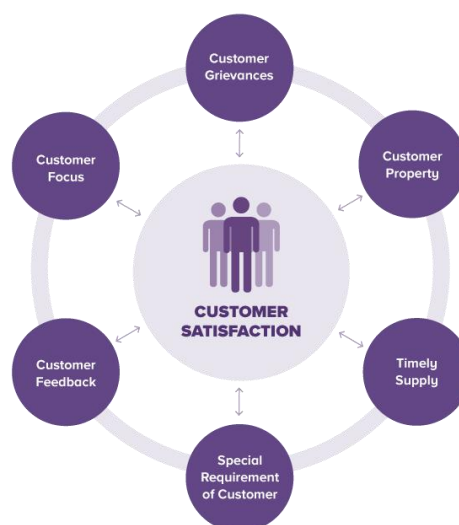 Customer
Grievances
Customer
Focus
Customer
Property
CUSTOMER
SATISFACTION
Customer
Feedback
Timely
Supply
Special
Requirement
of Customer